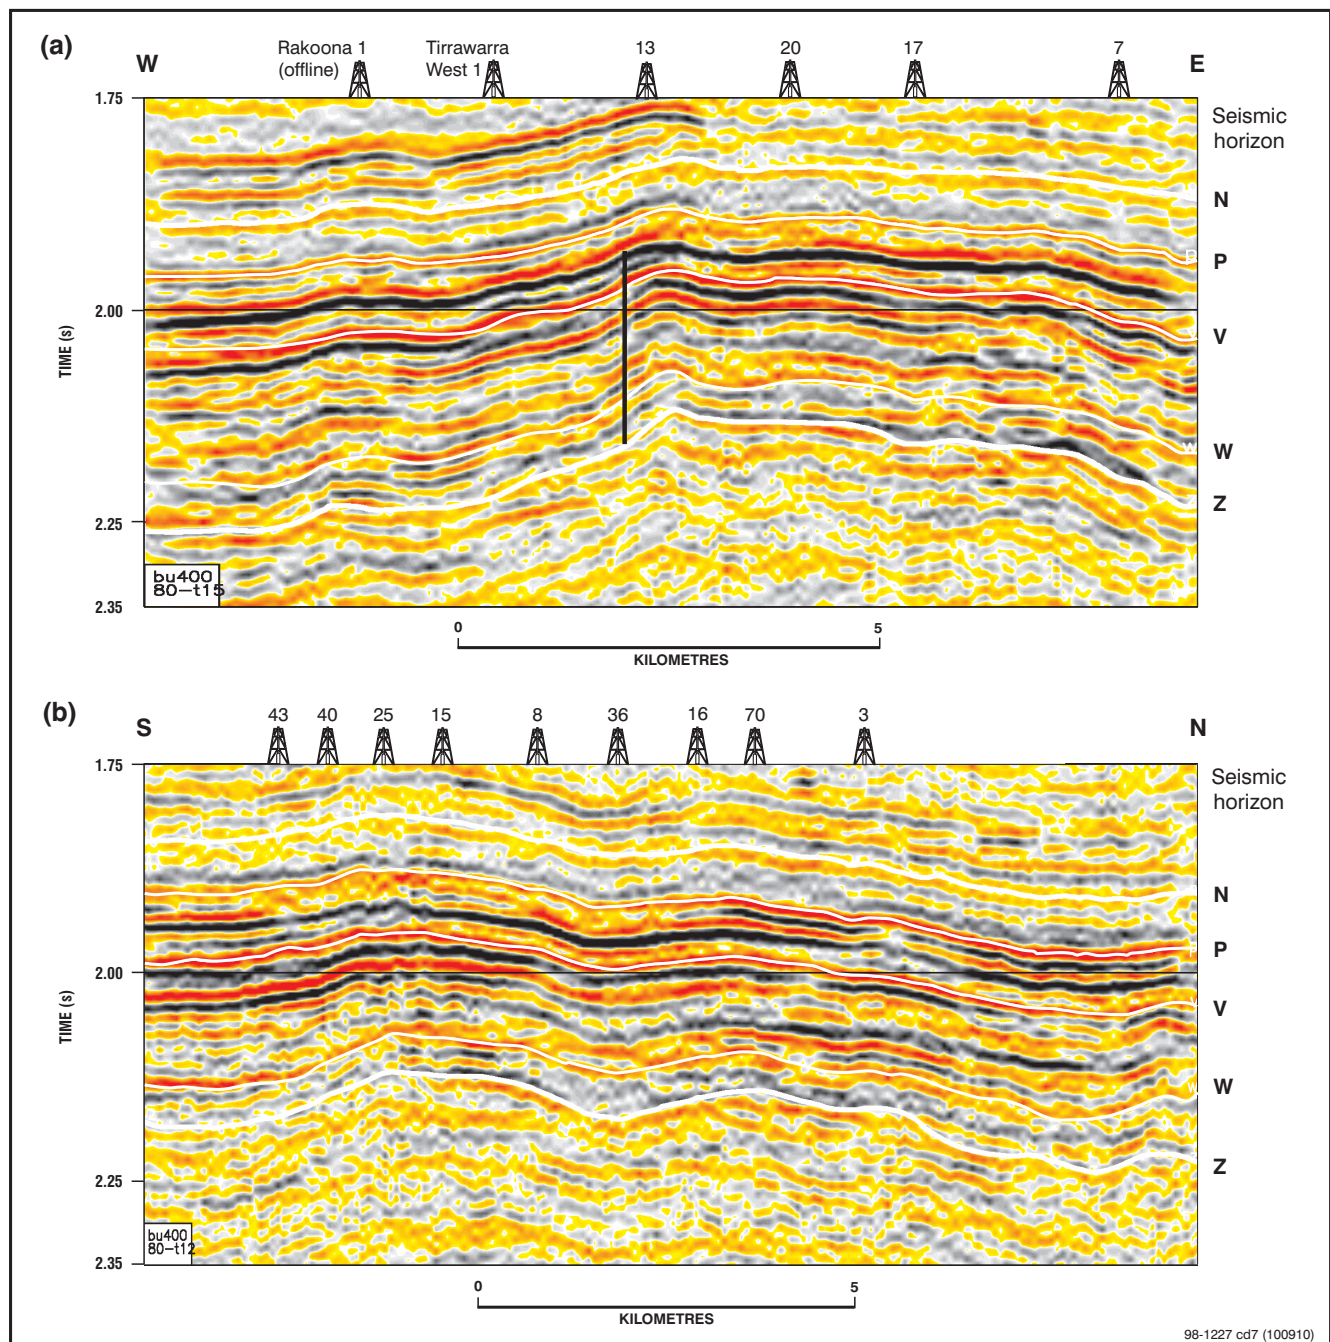 (a)
W
Rakoona 1
(offline)
Tirrawarra
West 1
13
20
17
7
E
Seismic
horizon
1.75
2.00
2.25
2.35
TIME (s)
N
P
V
W
Z
P
W
bu400
80-t15
0
5
KILOMETRES
(b)
S
43
40
25
15
8
36
16
70
3
N
Seismic
horizon
1.75
2.00
2.25
2.35
TIME (s)
N
P
V
W
Z
bu400
80-t12
0
5
KILOMETRES
98-1227 cd7 (100910)